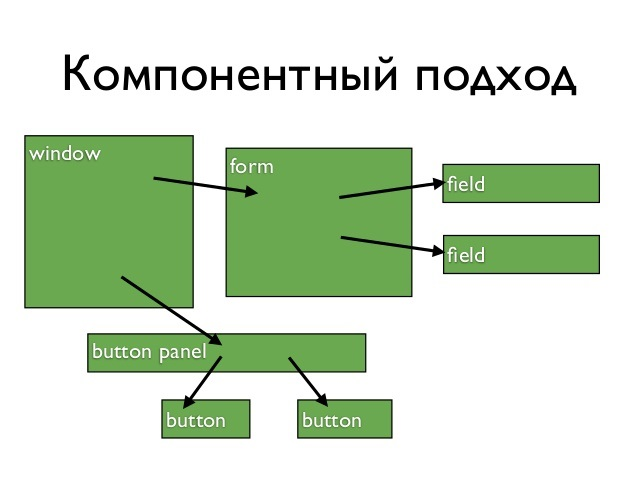 Компонентный подход
window
form
field
field
button panel
button
button